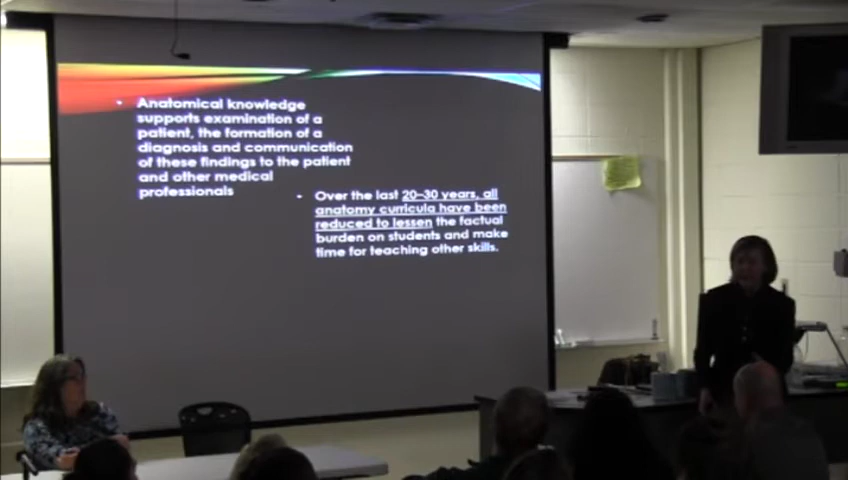 Anatomical knowledge
supports examination of a
patient, the formation of a
diagnosis and communication
of these findings to the patient
and other medical
professionals
Over the last 20–30 years, all
anatomy curricula have been
reduced to lessen the factual
burden on students and make
time for teaching other skills.